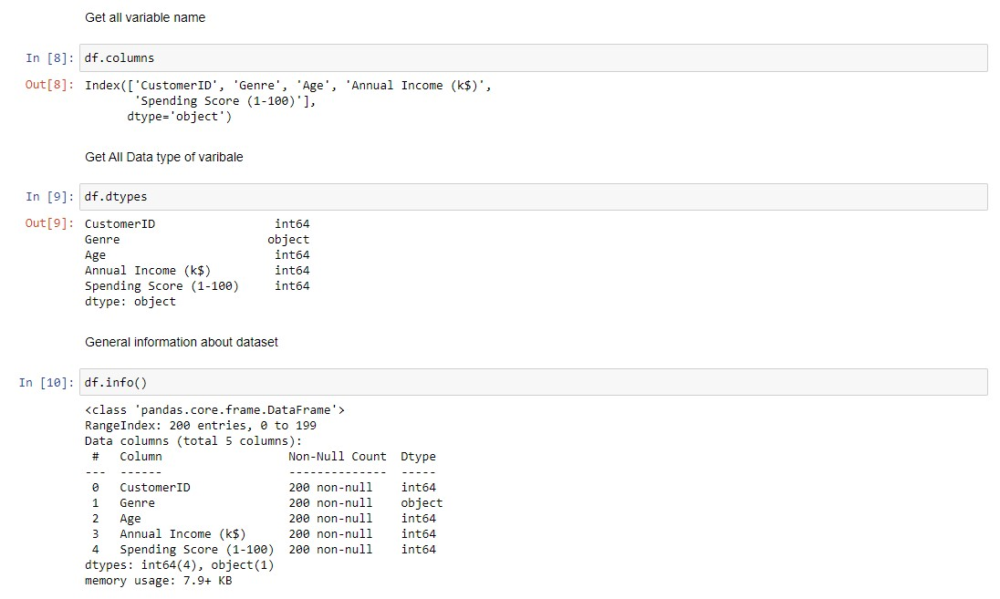 Get all variable name
In [8]: df.columns
Out[8]: Index(['CustomerID', 'Genre', 'Age', 'Annual Income (k$)',
       'Spending Score (1-100)'],
      dtype='object')
Get All Data type of varibale
In [9]: df.dtypes
Out[9]: CustomerID                 int64
Genre                     object
Age                        int64
Annual Income (k$)         int64
Spending Score (1-100)     int64
dtype: object
General information about dataset
In [10]: df.info()
<class 'pandas.core.frame.DataFrame'>
RangeIndex: 200 entries, 0 to 199
Data columns (total 5 columns):
 #   Column                  Non-Null Count  Dtype
---  ------                  --------------  -----
 0   CustomerID              200 non-null    int64
 1   Genre                   200 non-null    object
 2   Age                     200 non-null    int64
 3   Annual Income (k$)      200 non-null    int64
 4   Spending Score (1-100)  200 non-null    int64
dtypes: int64(4), object(1)
memory usage: 7.9+ KB